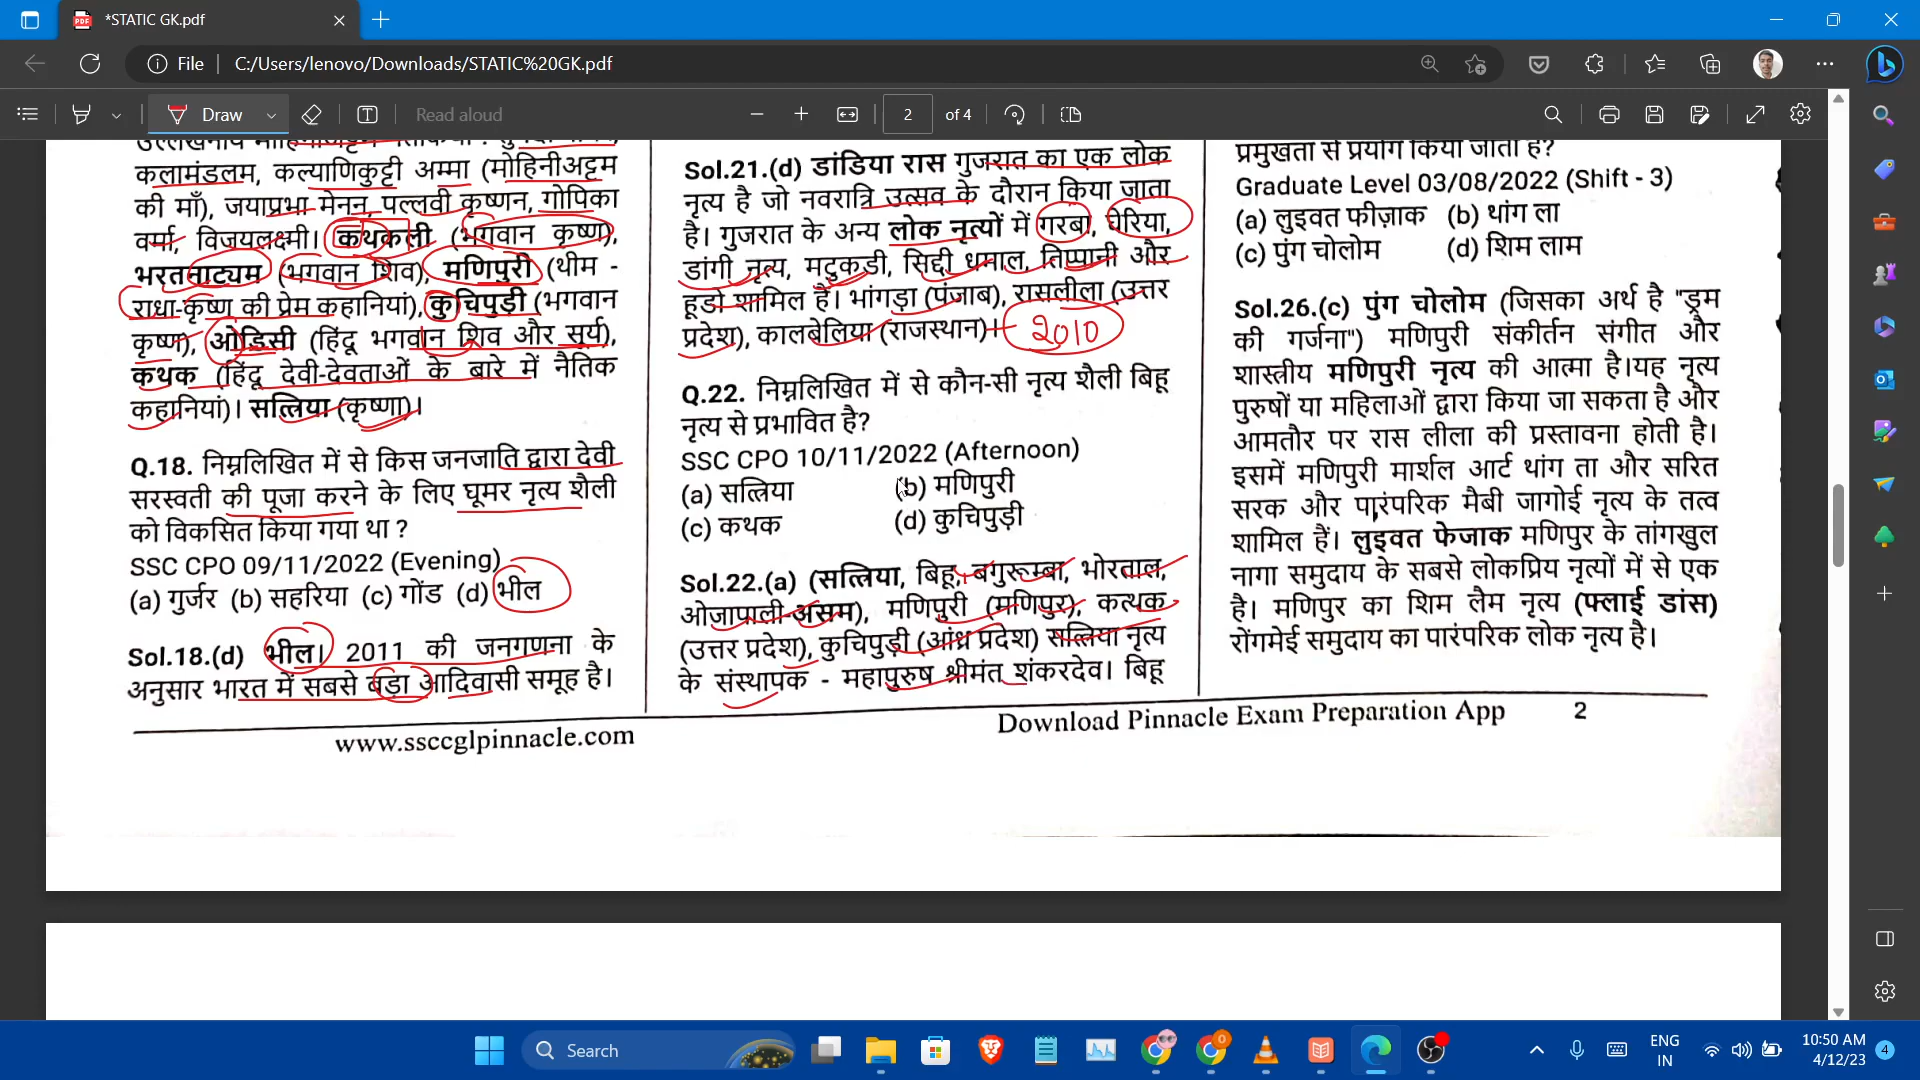 *STATIC GK.pdf
File
C:/Users/lenovo/Downloads/STATIC%20GK.pdf
Draw
Read aloud
2 of 4
कलामंडलम, कल्याणिकुट्टी अम्मा (मोहिनीअट्टम
की माँ), जयाप्रभा मेनन, पल्लवी कृष्णन, गोपिका
वर्मा, विजयलक्ष्मी। कथकली (भगवान कृष्ण),
भरतनाट्यम (भगवान शिव), मणिपुरी (थीम -
राधा-कृष्ण की प्रेम कहानियां), कुचिपुड़ी (भगवान
कृष्ण), ओडिसी (हिंदू भगवान शिव और सूर्य),
कथक (हिंदू देवी-देवताओं के बारे में नैतिक
कहानियां)। सत्त्रिया (कृष्णा)।
Q.18. निम्नलिखित में से किस जनजाति द्वारा देवी
सरस्वती की पूजा करने के लिए घूमर नृत्य शैली
को विकसित किया गया था ?
SSC CPO 09/11/2022 (Evening)
(a) गुर्जर (b) सहरिया (c) गोंड (d) भील
Sol.18.(d) भील। 2011 की जनगणना के
अनुसार भारत में सबसे बड़ा आदिवासी समूह है।
Sol.21.(d) डांडिया रास गुजरात का एक लोक
नृत्य है जो नवरात्रि उत्सव के दौरान किया जाता
है। गुजरात के अन्य लोक नृत्यों में गरबा, घेरिया,
डांगी नृत्य, मटुकडी, सिद्दी धमाल, तिप्पानी और
हूडो शामिल हैं। भांगड़ा (पंजाब), रासलीला (उत्तर
प्रदेश), कालबेलिया (राजस्थान)। 2010
Q.22. निम्नलिखित में से कौन-सी नृत्य शैली बिहू
नृत्य से प्रभावित है?
SSC CPO 10/11/2022 (Afternoon)
(a) सत्त्रिया (b) मणिपुरी
(c) कथक (d) कुचिपुड़ी
Sol.22.(a) (सत्त्रिया, बिहू, बगुरूम्बा, भोरताल,
ओजापाली-असम), मणिपुरी (मणिपुर), कत्थक
(उत्तर प्रदेश), कुचिपुड़ी (आंध्र प्रदेश) सत्त्रिया नृत्य
के संस्थापक - महापुरुष श्रीमंत शंकरदेव। बिहू
प्रमुखता से प्रयोग किया जाता है?
Graduate Level 03/08/2022 (Shift - 3)
(a) लुइवत फीज़ाक (b) थांग ला
(c) पुंग चोलोम (d) शिम लाम
Sol.26.(c) पुंग चोलोम (जिसका अर्थ है "ड्रम
की गर्जना") मणिपुरी संकीर्तन संगीत और
शास्त्रीय मणिपुरी नृत्य की आत्मा है।यह नृत्य
पुरुषों या महिलाओं द्वारा किया जा सकता है और
आमतौर पर रास लीला की प्रस्तावना होती है।
इसमें मणिपुरी मार्शल आर्ट थांग ता और सरित
सरक और पारंपरिक मैबी जागोई नृत्य के तत्व
शामिल हैं। लुइवत फेजाक मणिपुर के तांगखुल
नागा समुदाय के सबसे लोकप्रिय नृत्यों में से एक
है। मणिपुर का शिम लैम नृत्य (फ्लाई डांस)
रोंगमेई समुदाय का पारंपरिक लोक नृत्य है।
www.ssccglpinnacle.com
Download Pinnacle Exam Preparation App 2
Search
ENG
IN
10:50 AM
4/12/23
4